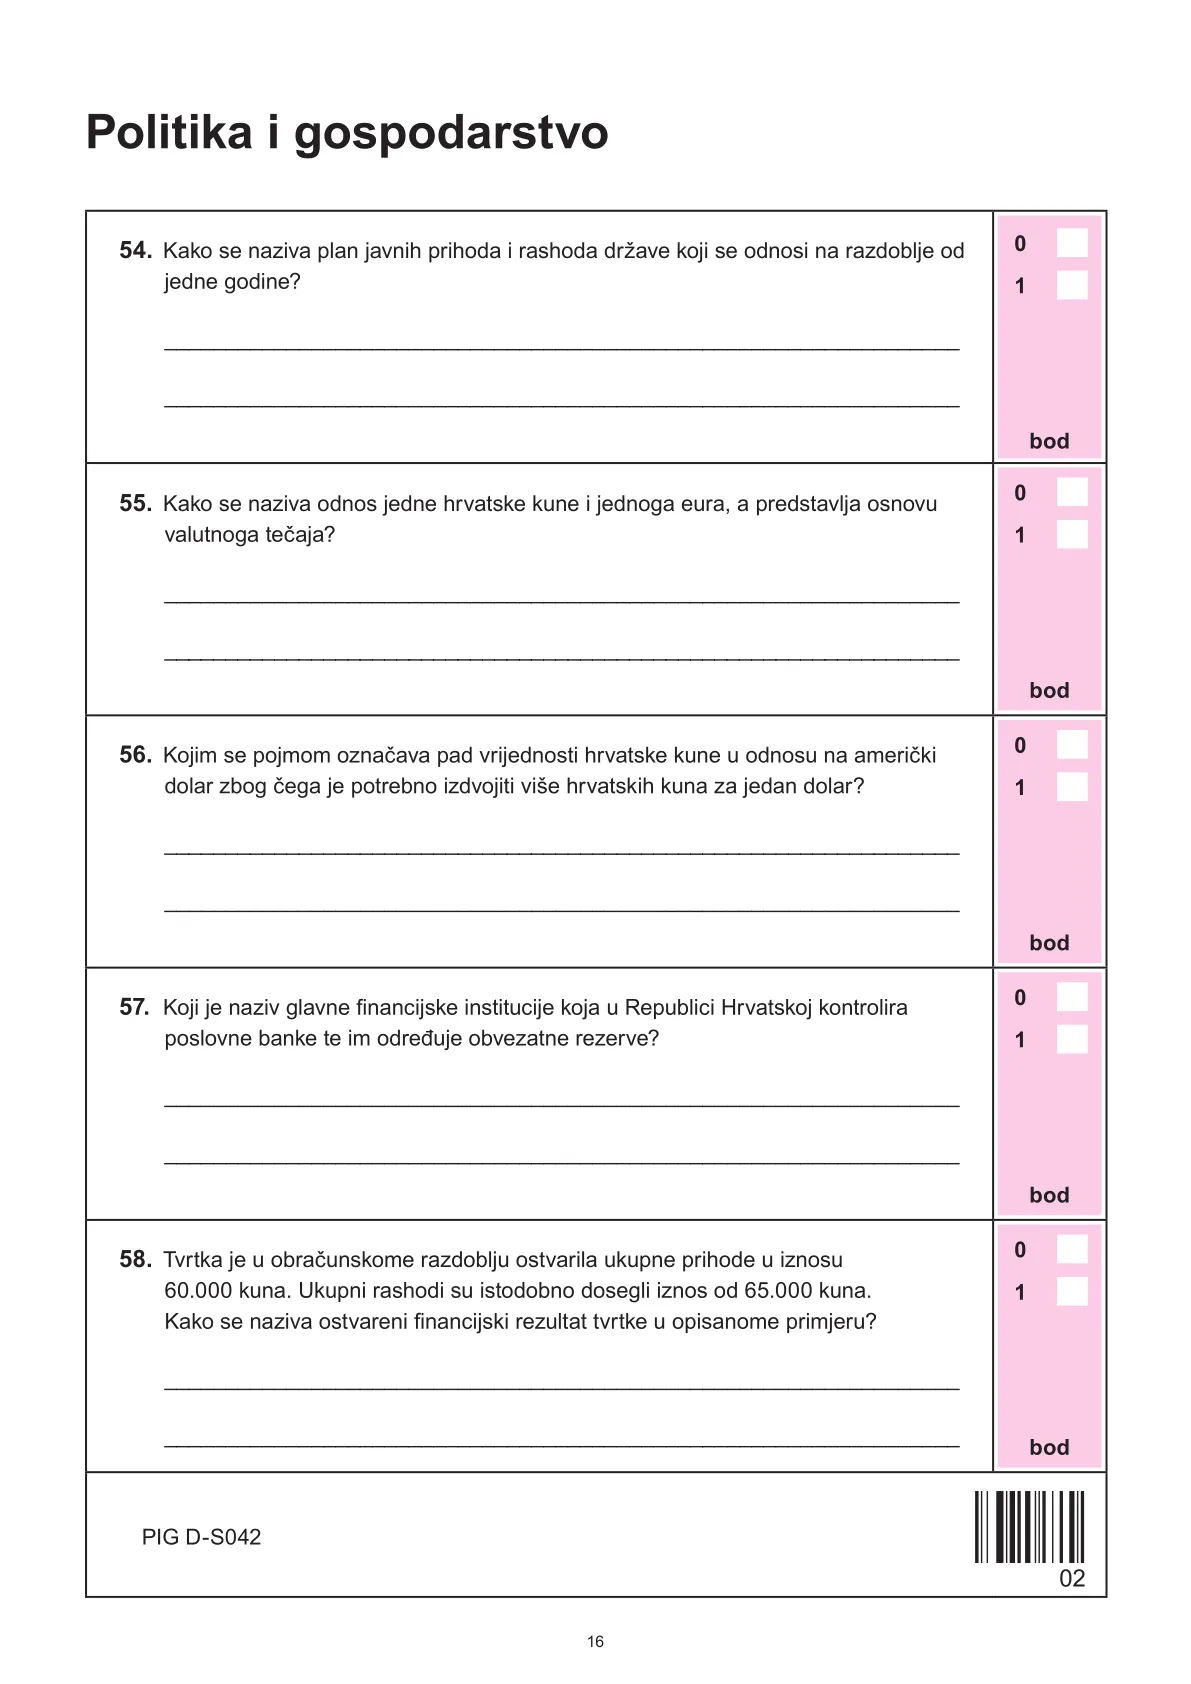 Politika i gospodarstvo
54. Kako se naziva plan javnih prihoda i rashoda države koji se odnosi na razdoblje od
jedne godine?
0
1
bod
55. Kako se naziva odnos jedne hrvatske kune i jednoga eura, a predstavlja osnovu
valutnoga tečaja?
0
1
bod
56. Kojim se pojmom označava pad vrijednosti hrvatske kune u odnosu na američki
dolar zbog čega je potrebno izdvojiti više hrvatskih kuna za jedan dolar?
0
1
bod
57. Koji je naziv glavne financijske institucije koja u Republici Hrvatskoj kontrolira
poslovne banke te im određuje obvezatne rezerve?
0
1
bod
58. Tvrtka je u obračunskome razdoblju ostvarila ukupne prihode u iznosu
60.000 kuna. Ukupni rashodi su istodobno dosegli iznos od 65.000 kuna.
Kako se naziva ostvareni financijski rezultat tvrtke u opisanome primjeru?
0
1
bod
PIG D-S042
02
16